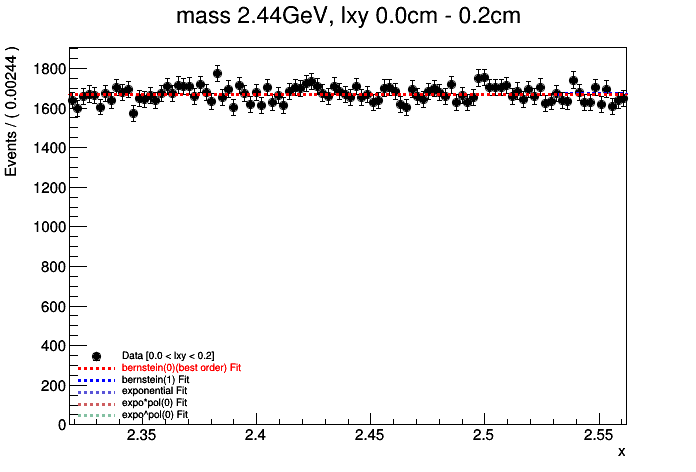 mass 2.44GeV, lxy 0.0cm - 0.2cm
Events / ( 0.00244 )
1800
1600
1400
1200
1000
800
600
400
200
0
Data [0.0 < lxy < 0.2]
bernstein(0)(best order) Fit
bernstein(1) Fit
exponential Fit
expo*pol(0) Fit
expo^pol(0) Fit
2.35 2.4 2.45 2.5 2.55
x